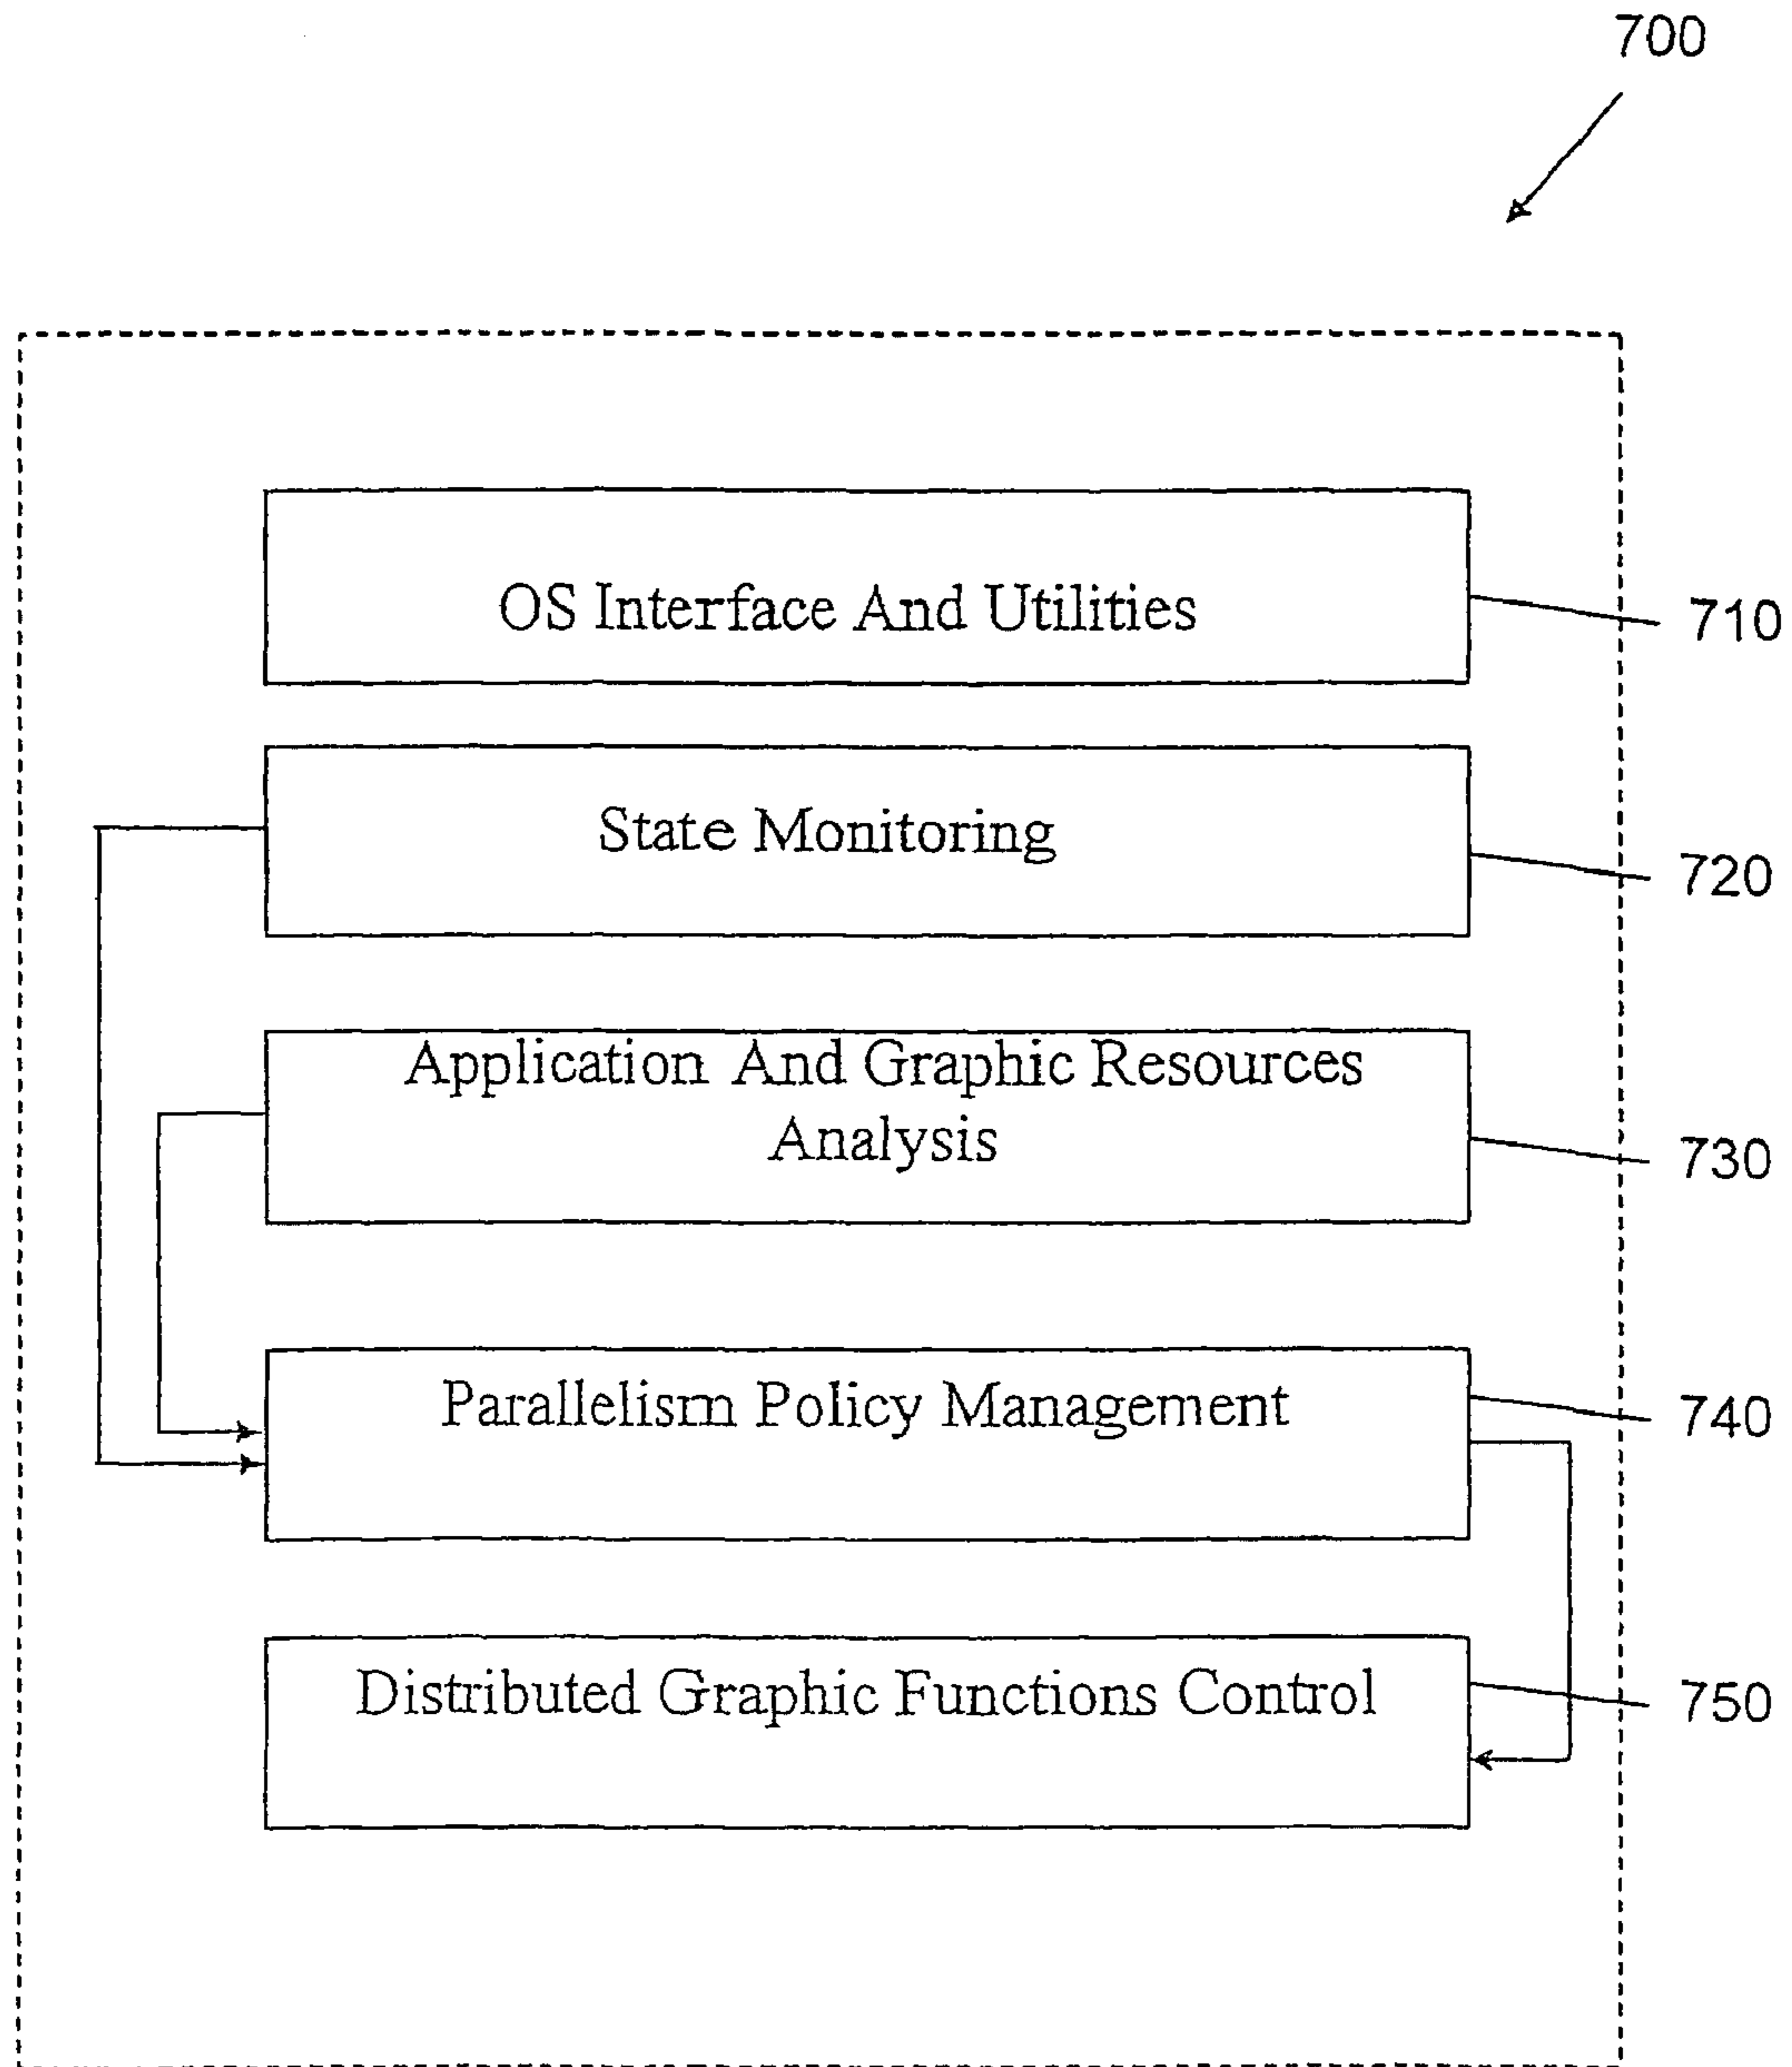 700
OS Interface And Utilities
710
State Monitoring
720
Application And Graphic Resources
Analysis
730
Parallelism Policy Management
740
Distributed Graphic Functions Control
750